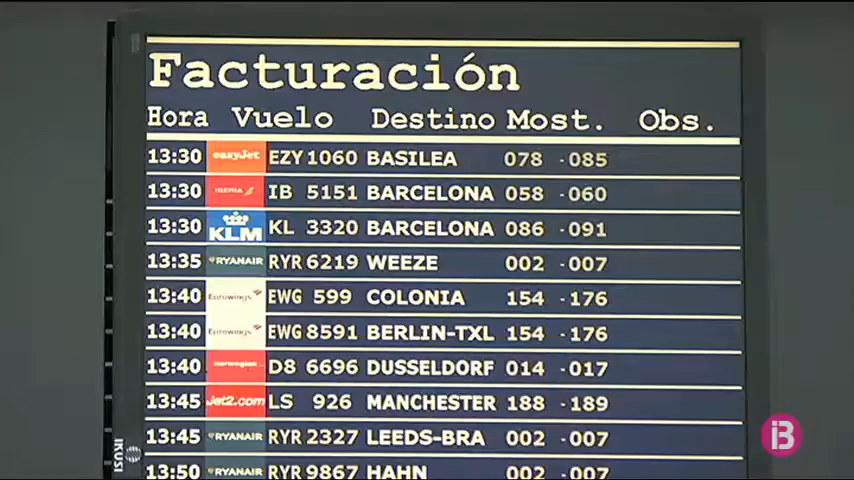 Facturación
Hora Vuelo Destino Most. Obs.
13:30 easyJet EZY 1060 BASILEA 078 - 085
13:30 IBERIA IB 5151 BARCELONA 058 - 060
13:30 KLM KL 3320 BARCELONA 086 - 091
13:35 RYANAIR RYR 6219 WEEZE 002 - 007
13:40 Eurowings EWG 599 COLONIA 154 - 176
13:40 Eurowings EWG 8591 BERLIN-TXL 154 - 176
13:40 norwegian D8 6696 DUSSELDORF 014 - 017
13:45 Jet2.com LS 926 MANCHESTER 188 - 189
13:45 RYANAIR RYR 2327 LEEDS-BRA 002 - 007
13:50 RYANAIR RYR 9867 HAHN 002 - 007
IKUSI
iB